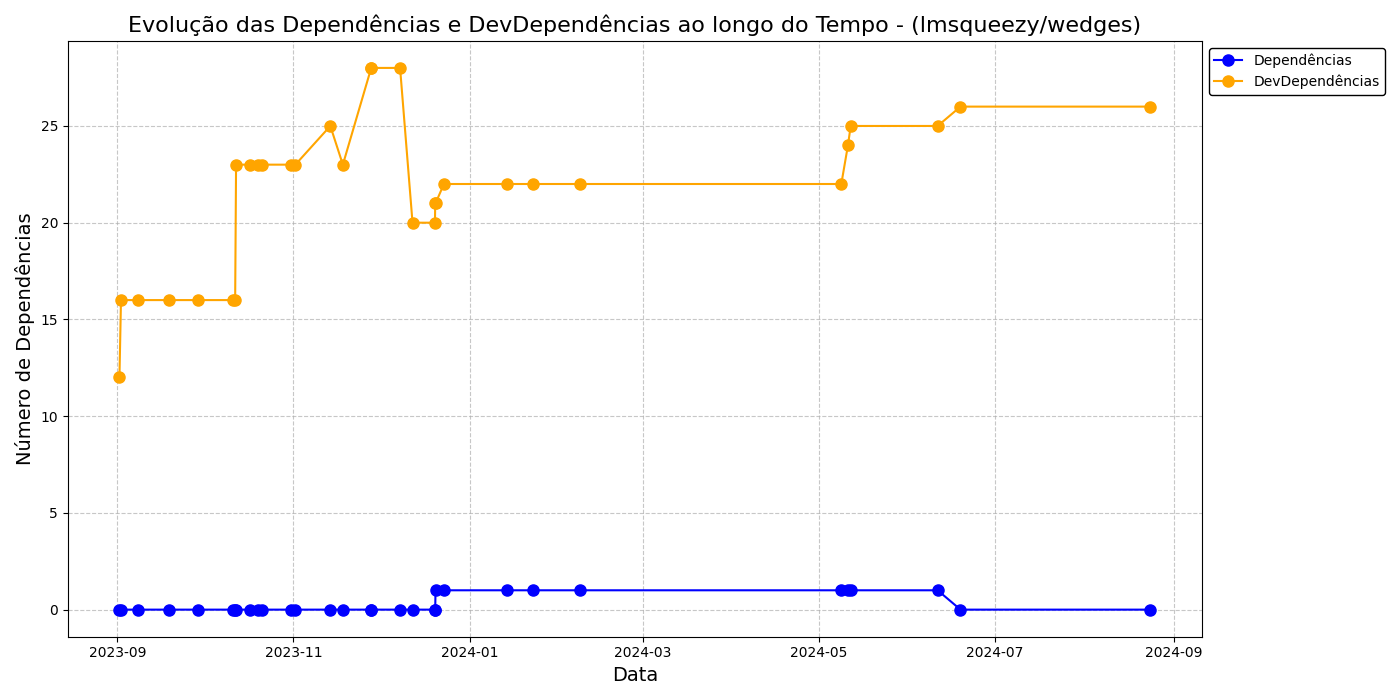 Evolução das Dependências e DevDependências ao longo do Tempo - (lmsqueezy/wedges)
Dependências
DevDependências
Número de Dependências
25
20
15
10
5
0
2023-09
2023-11
2024-01
2024-03
2024-05
2024-07
2024-09
Data